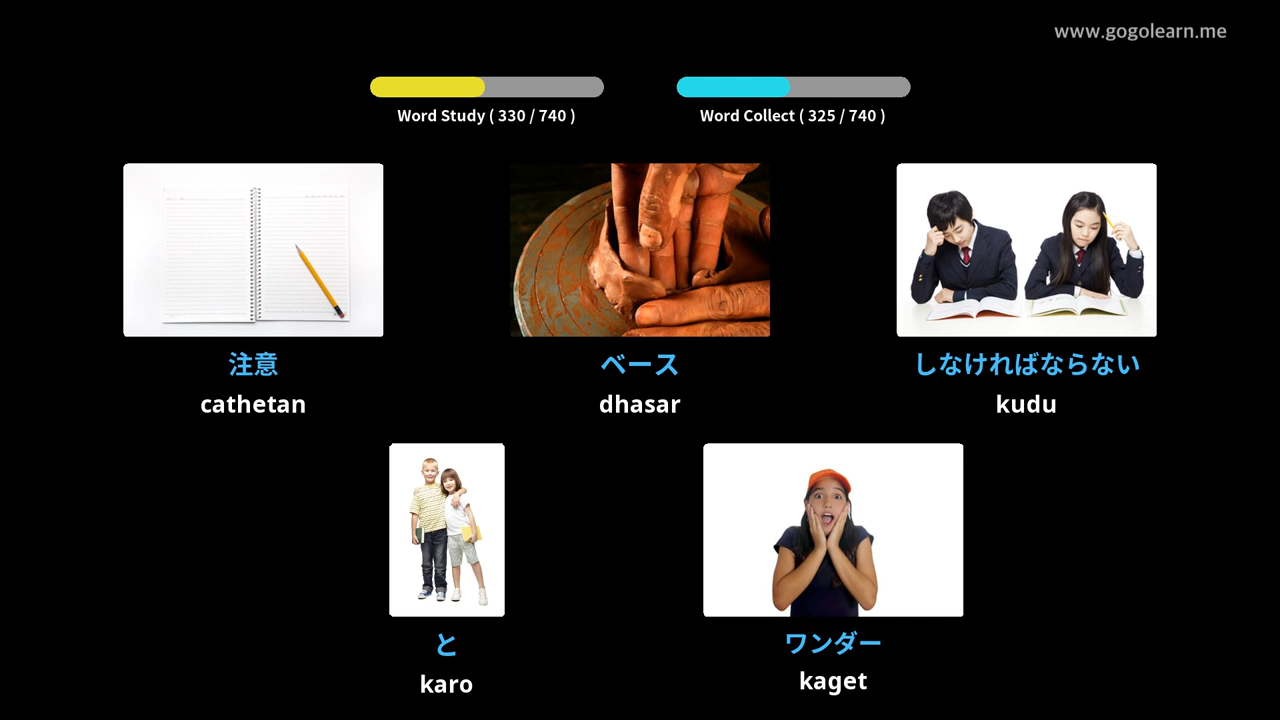 www.gogolearn.me
Word Study ( 330 / 740 )
Word Collect ( 325 / 740 )
注意
cathetan
ベース
dhasar
しなければならない
kudu
と
karo
ワンダー
kaget